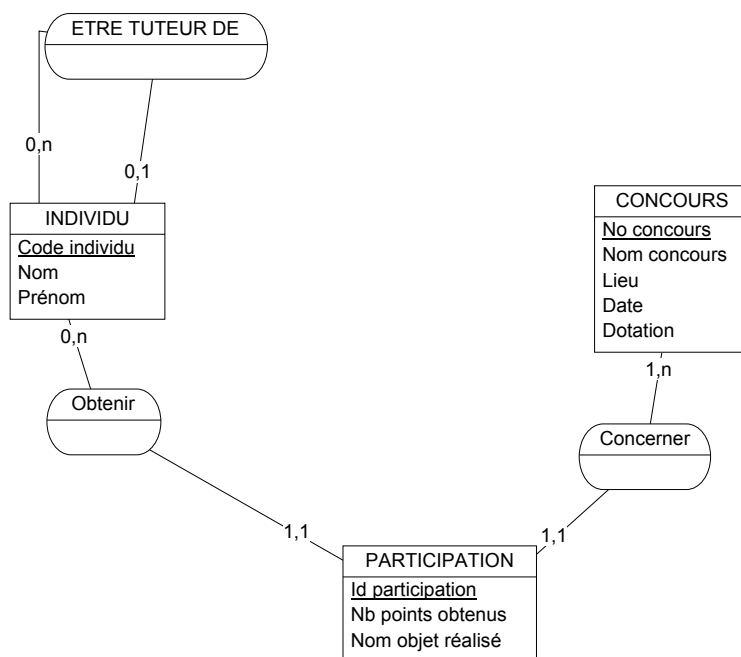 ETRE TUTEUR DE
0,n
0,1
INDIVIDU
Code individu
Nom
Prénom
CONCOURS
No concours
Nom concours
Lieu
Date
Dotation
0,n
1,n
Obtenir
Concerner
1,1
1,1
PARTICIPATION
Id participation
Nb points obtenus
Nom objet réalisé